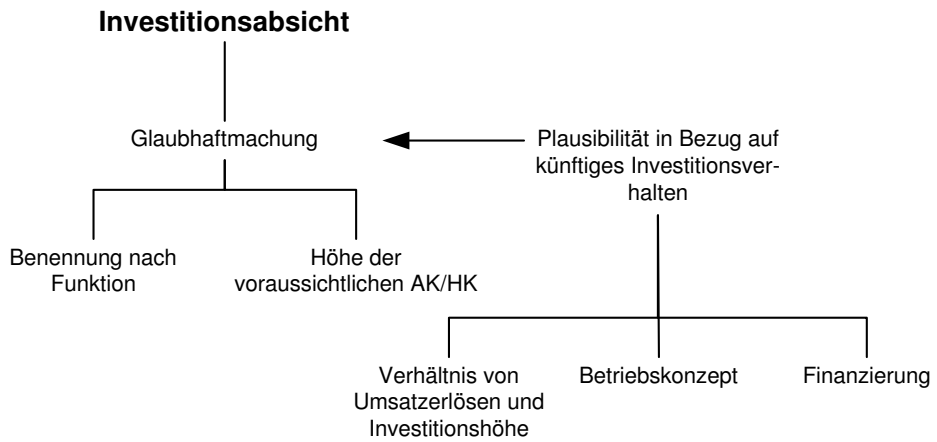 Investitionsabsicht
Glaubhaftmachung
Plausibilität in Bezug auf
künftiges Investitionsver-
halten
Benennung nach
Funktion
Höhe der
voraussichtlichen AK/HK
Verhältnis von
Umsatzerlösen und
Investitionshöhe
Betriebskonzept
Finanzierung